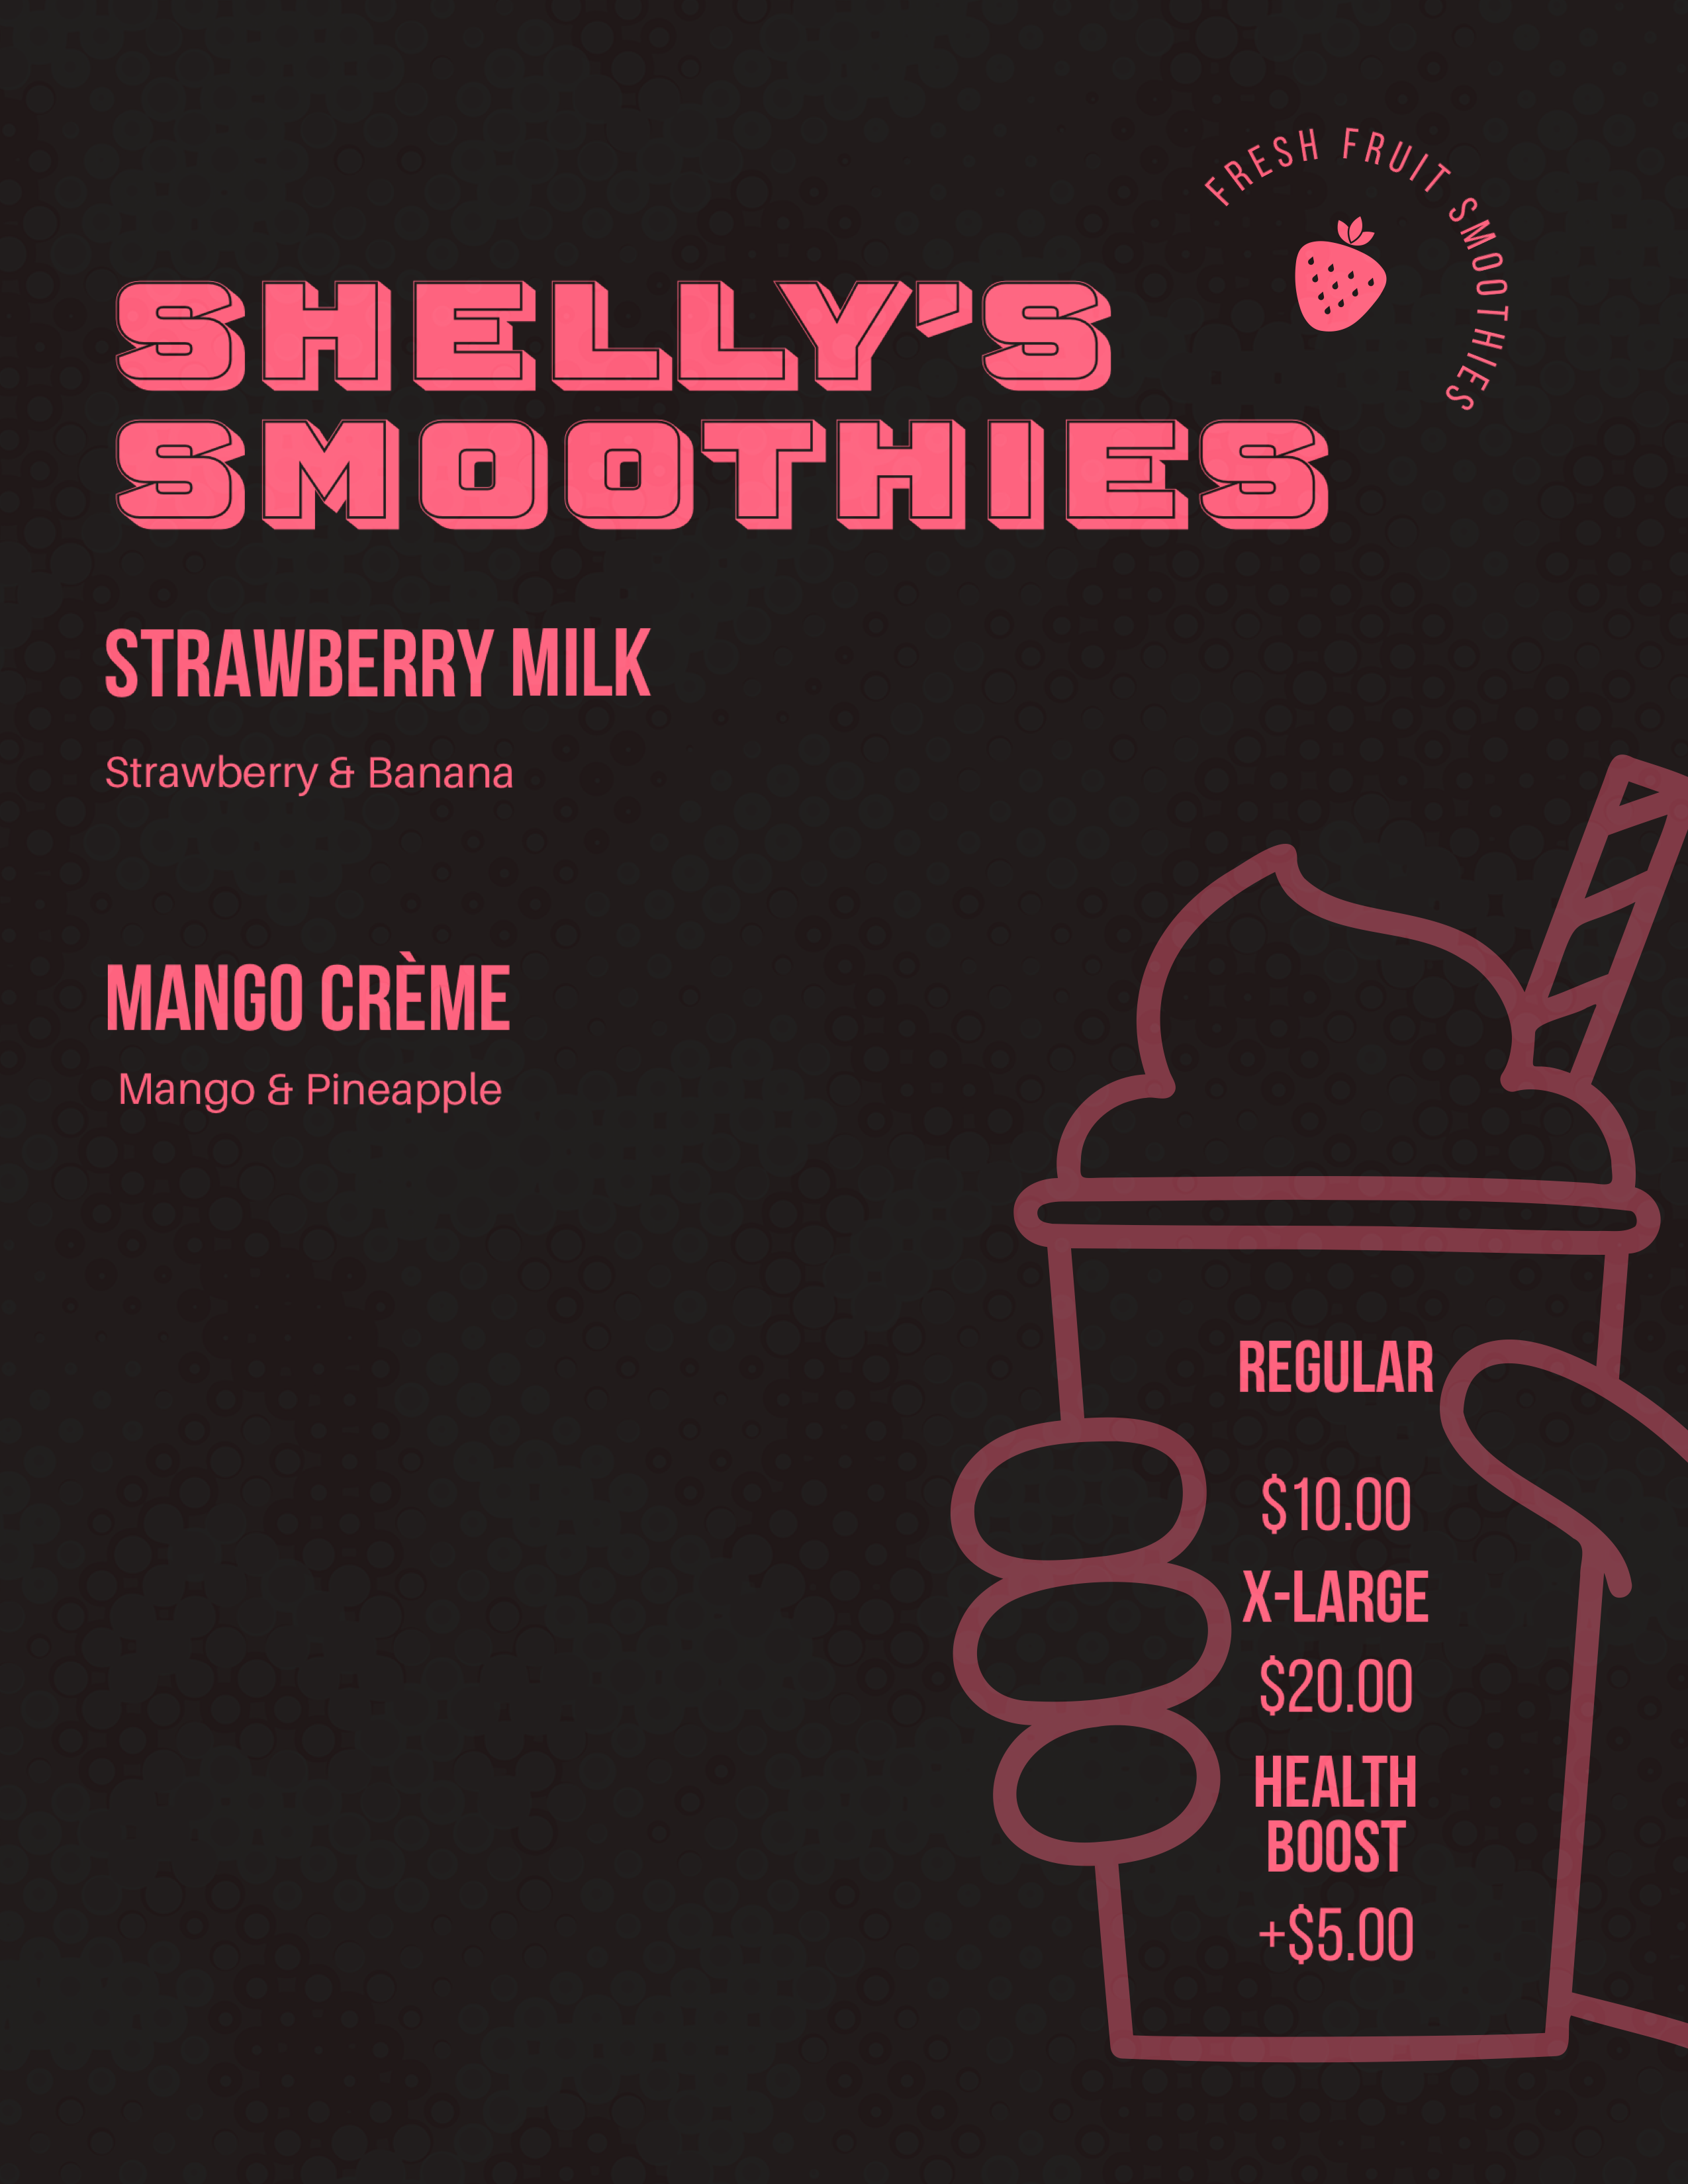 FRESH FRUIT SMOOTHIES
SHELLY'S
SMOOTHIES
STRAWBERRY MILK
Strawberry & Banana
MANGO CRÈME
Mango & Pineapple
REGULAR
$10.00
X-LARGE
$20.00
HEALTH
BOOST
+$5.00